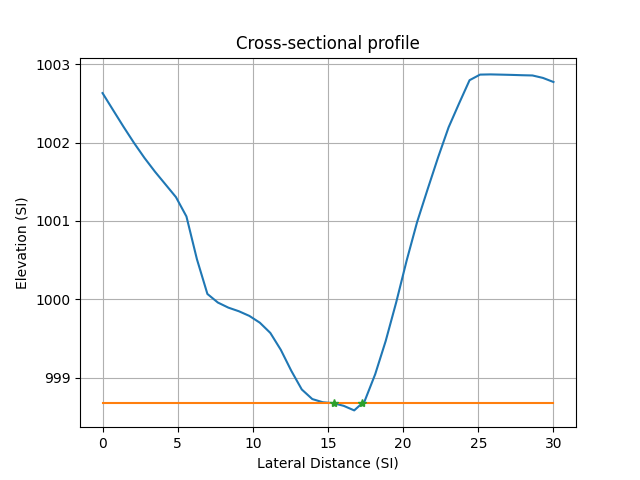 Cross-sectional profile
1003
1002
1001
1000
999
Elevation (SI)
0 5 10 15 20 25 30
Lateral Distance (SI)